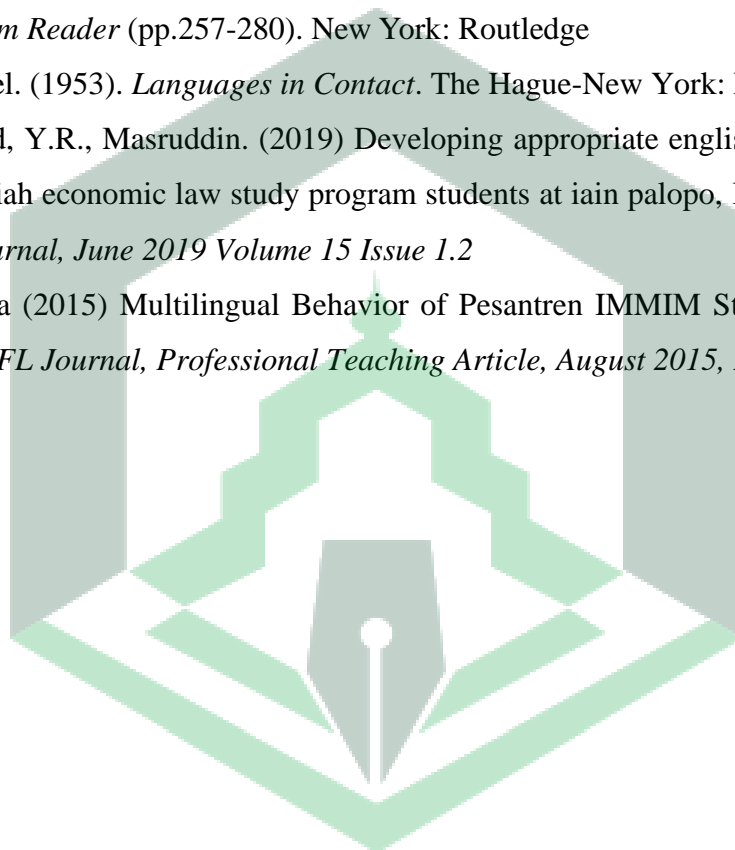 m Reader (pp.257-280). New York: Routledge
el. (1953). Languages in Contact. The Hague-New York:
d, Y.R., Masruddin. (2019) Developing appropriate englis
iah economic law study program students at iain palopo,
urnal, June 2019 Volume 15 Issue 1.2
a (2015) Multilingual Behavior of Pesantren IMMIM St
FL Journal, Professional Teaching Article, August 2015,